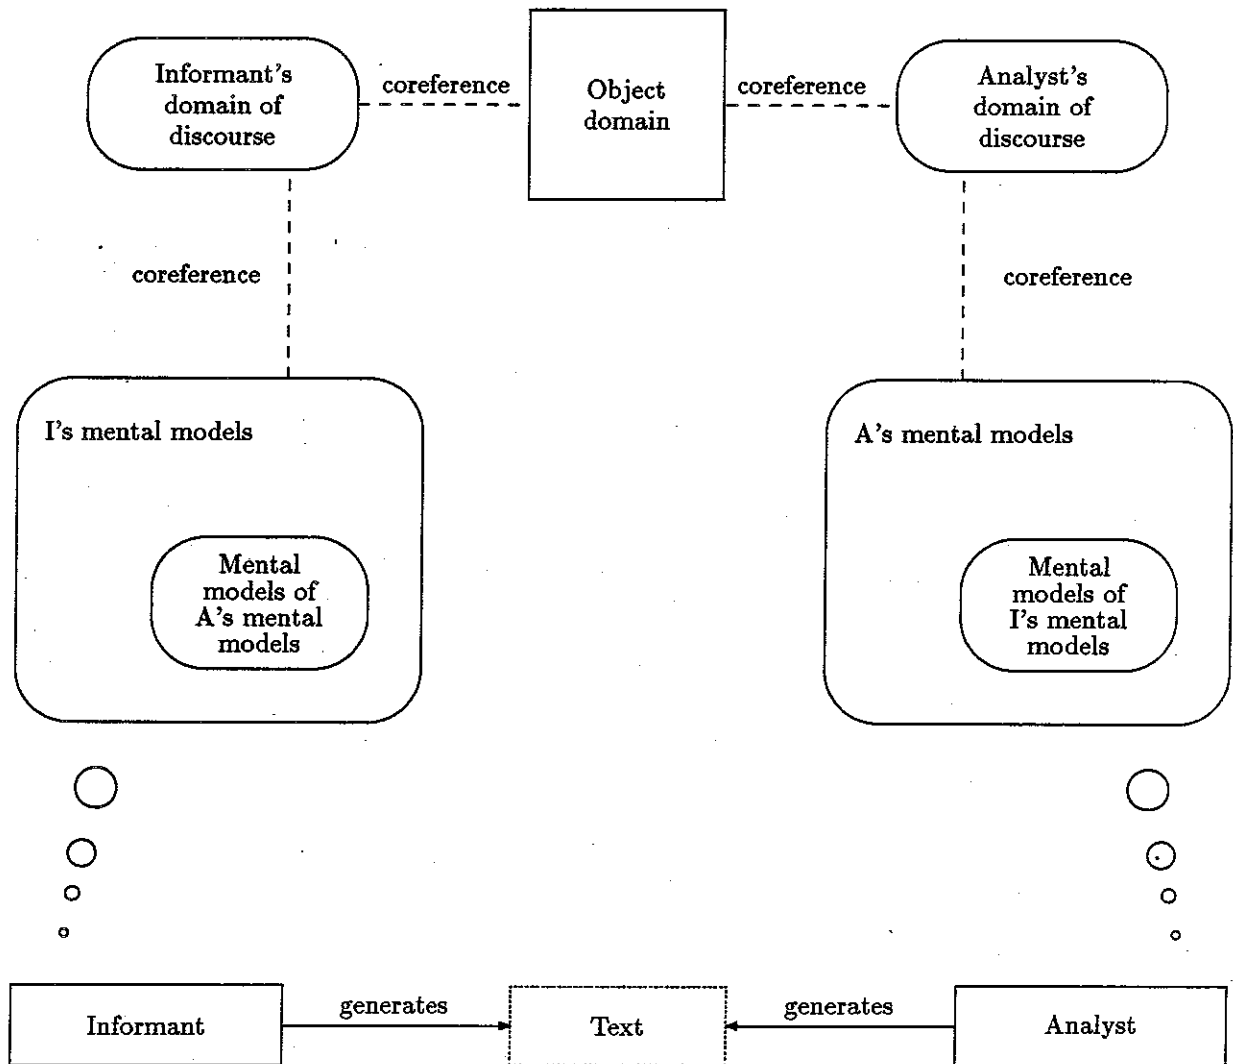 Informant's
domain of
discourse
coreference
Object
domain
coreference
Analyst's
domain of
discourse
coreference
coreference
I's mental models
A's mental models
Mental
models of
A's mental
models
Mental
models of
I's mental
models
Informant
generates
Text
generates
Analyst